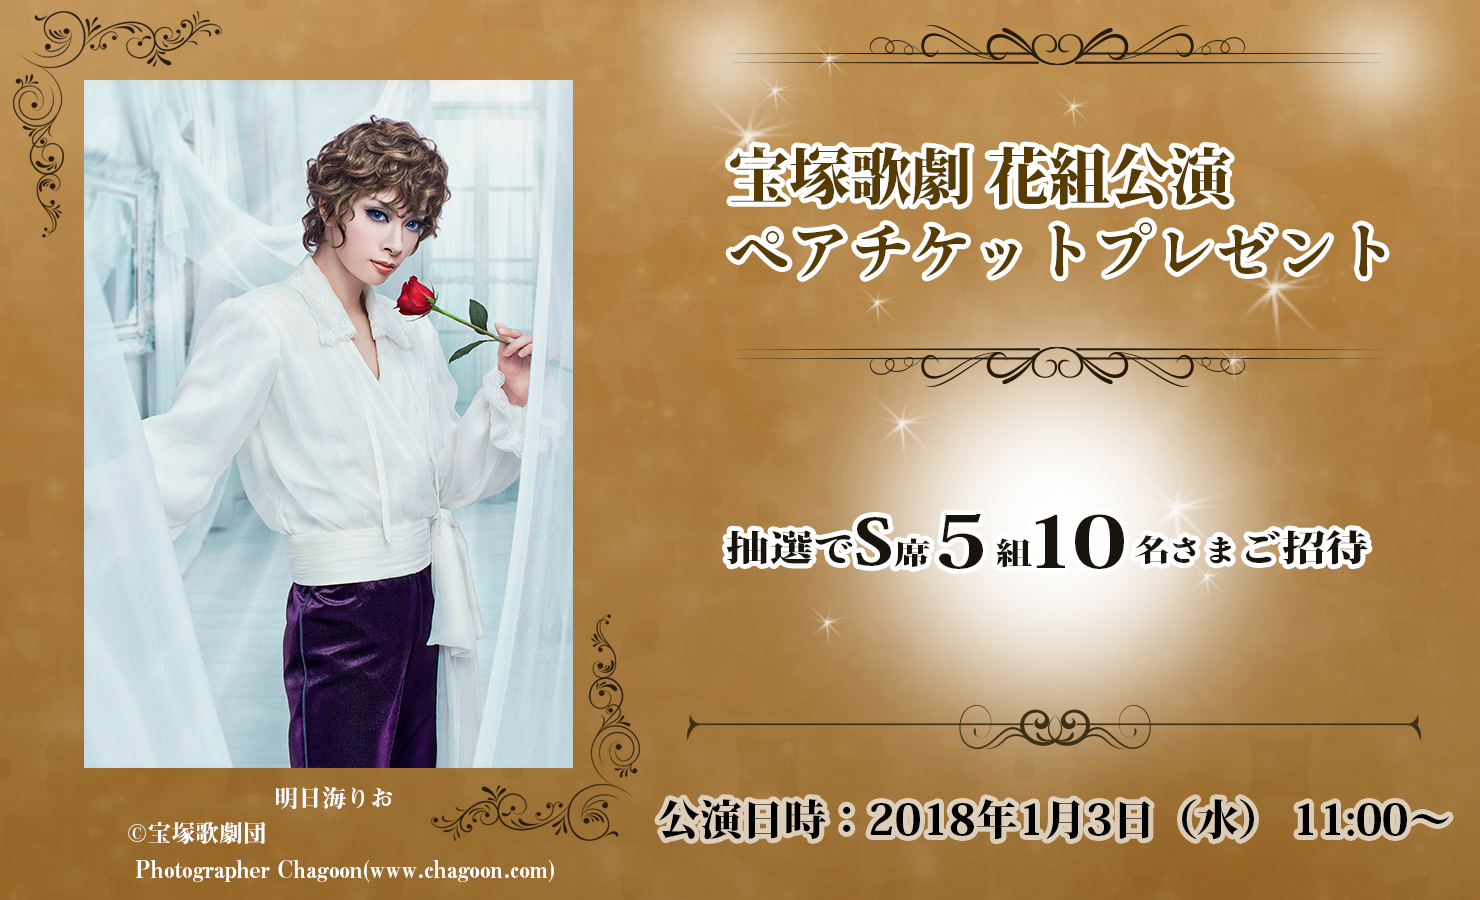 宝塚歌劇 花組公演
ペアチケットプレゼント
抽選でS席5組10名さまご招待
公演日時：2018年1月3日（水） 11:00～
明日海りお
©宝塚歌劇団
Photographer Chagoon(www.chagoon.com)